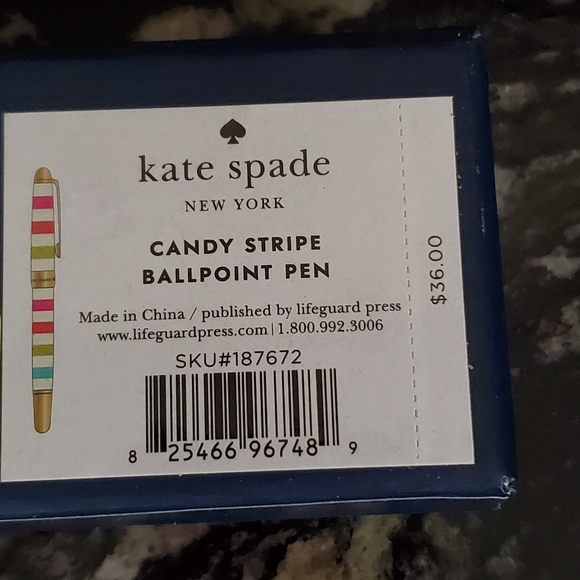 kate spade
NEW YORK
CANDY STRIPE
BALLPOINT PEN
Made in China / published by lifeguard press
www.lifeguardpress.com | 1.800.992.3006
SKU#187672
8 25466 96748 9
$36.00